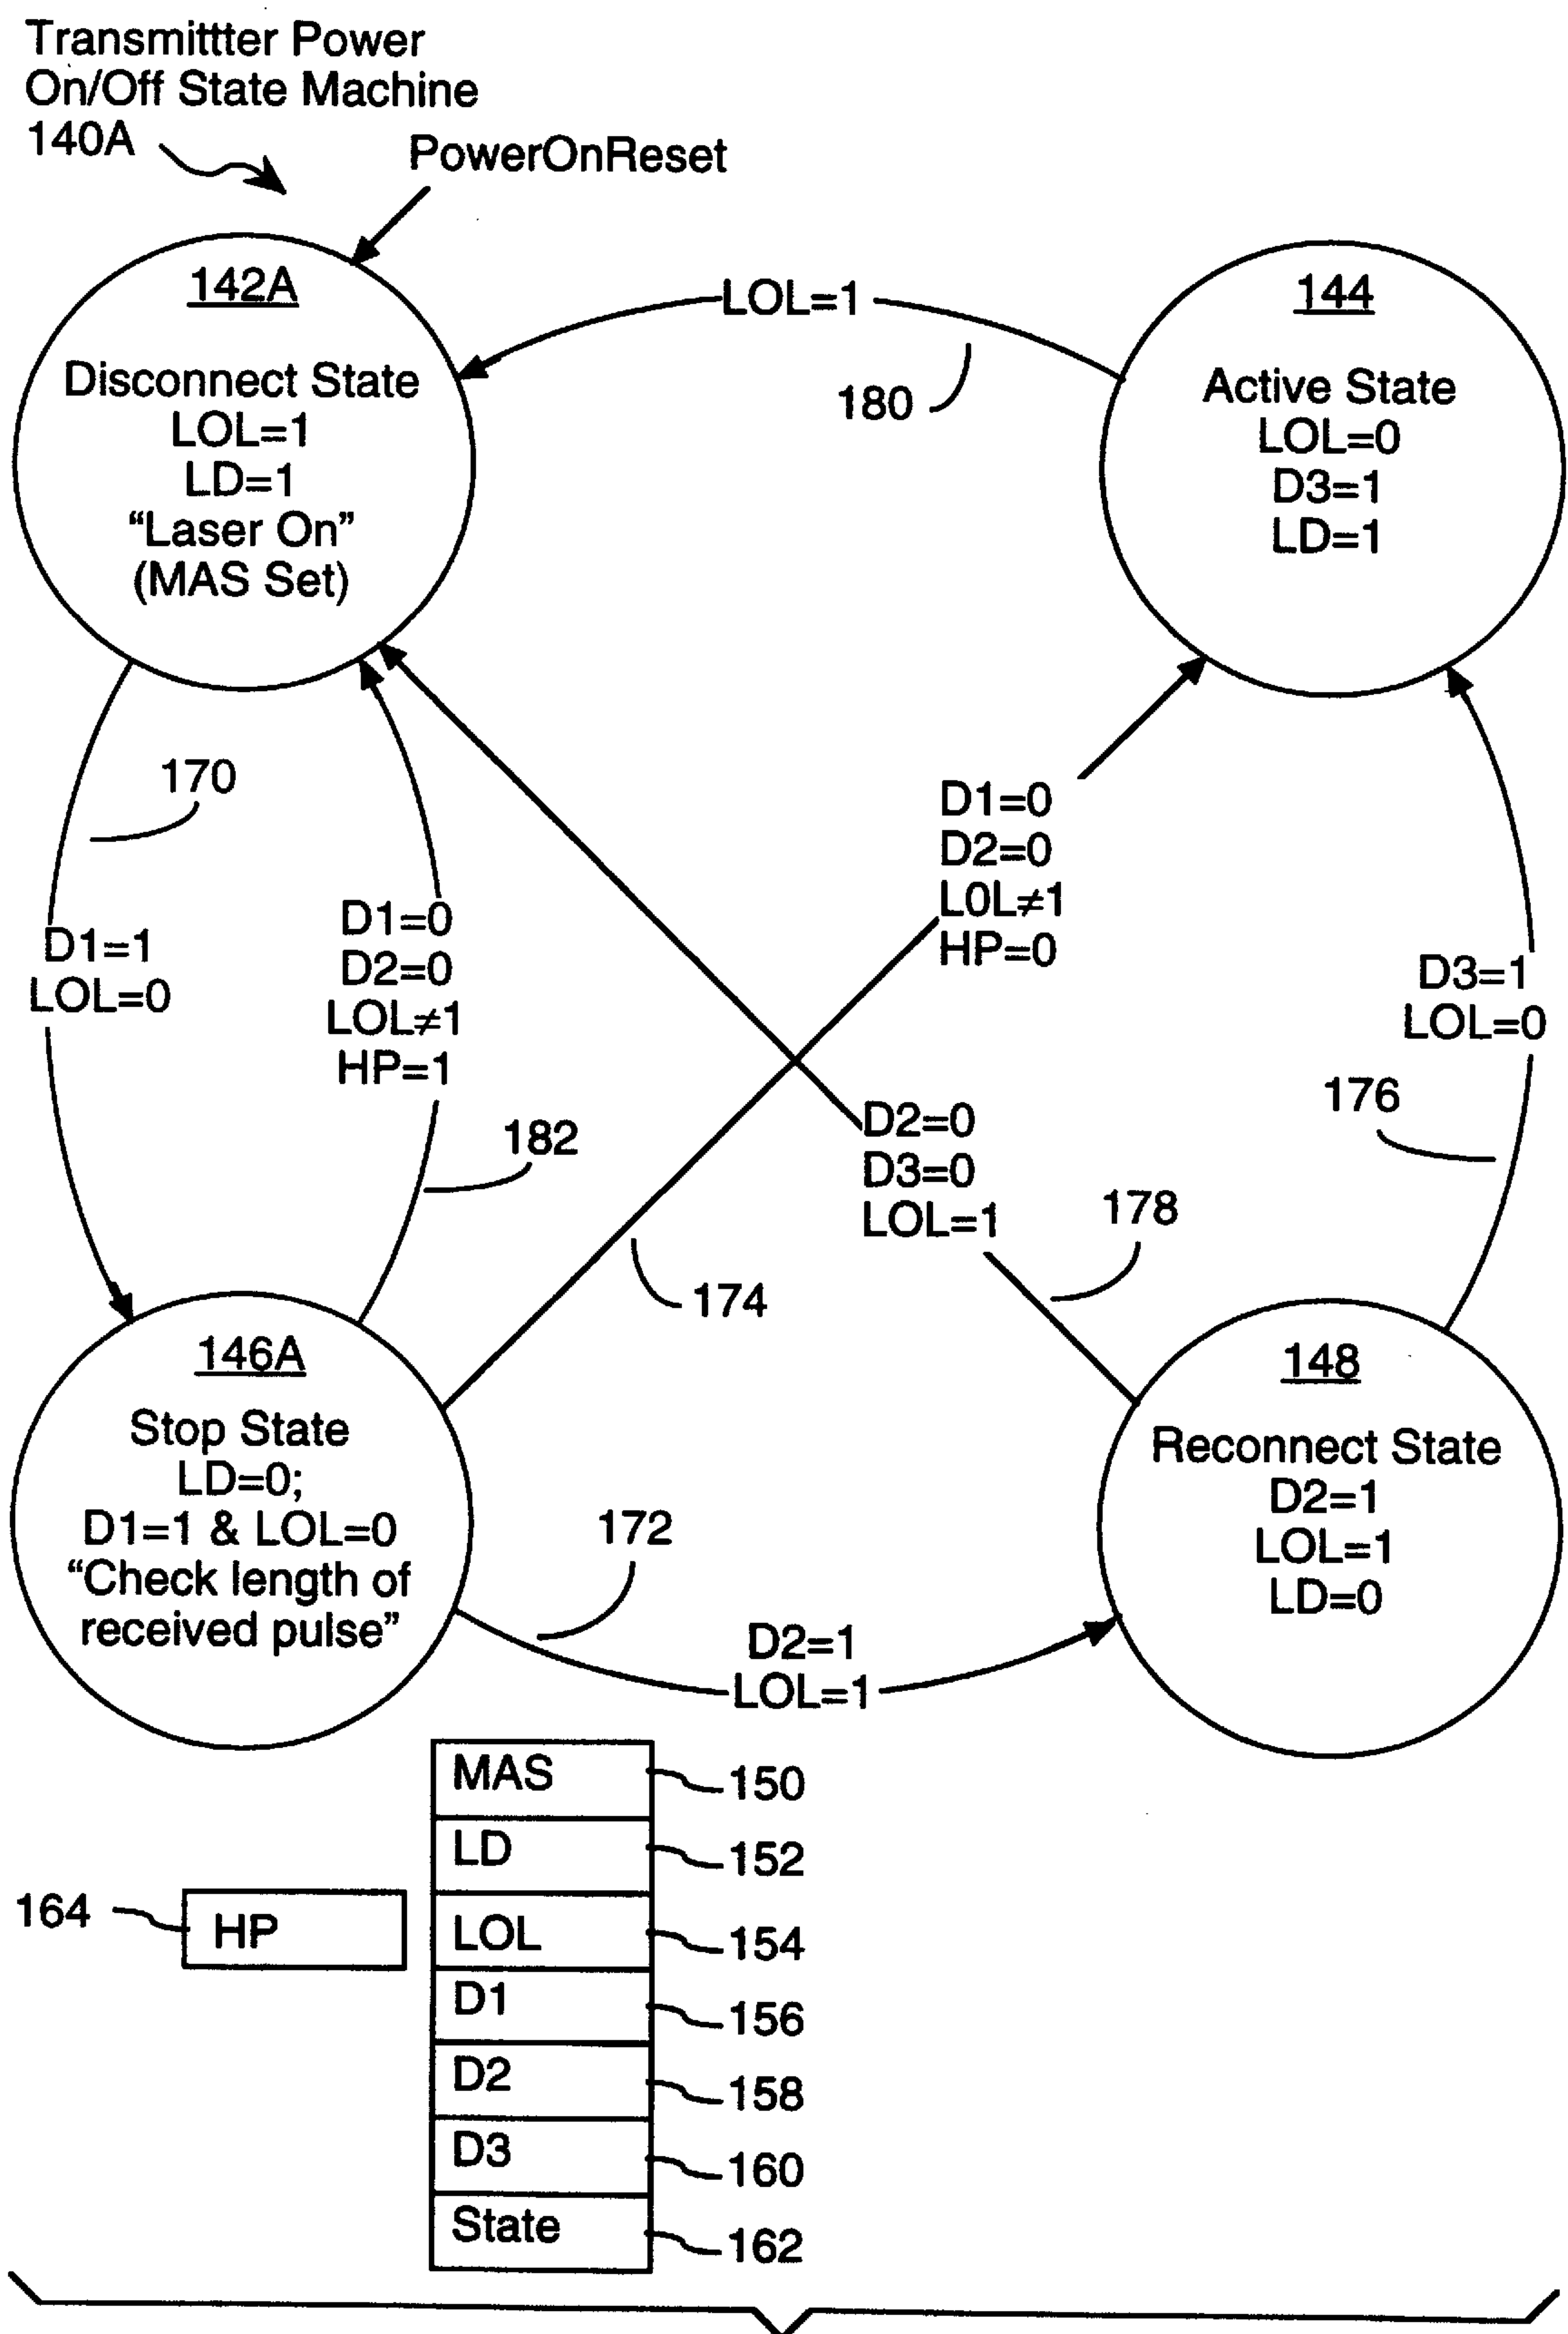 Transmittter Power
On/Off State Machine
140A
PowerOnReset
142A
Disconnect State
LOL=1
LD=1
“Laser On”
(MAS Set)
LOL=1
180
144
Active State
LOL=0
D3=1
LD=1
170
D1=1
LOL=0
D1=0
D2=0
LOL≠1
HP=1
182
D1=0
D2=0
L0L≠1
HP=0
174
D2=0
D3=0
LOL=1
178
D3=1
LOL=0
176
146A
Stop State
LD=0;
D1=1 & LOL=0
“Check length of
received pulse”
172
D2=1
LOL=1
148
Reconnect State
D2=1
LOL=1
LD=0
MAS
150
LD
152
164
HP
LOL
154
D1
156
D2
158
D3
160
State
162